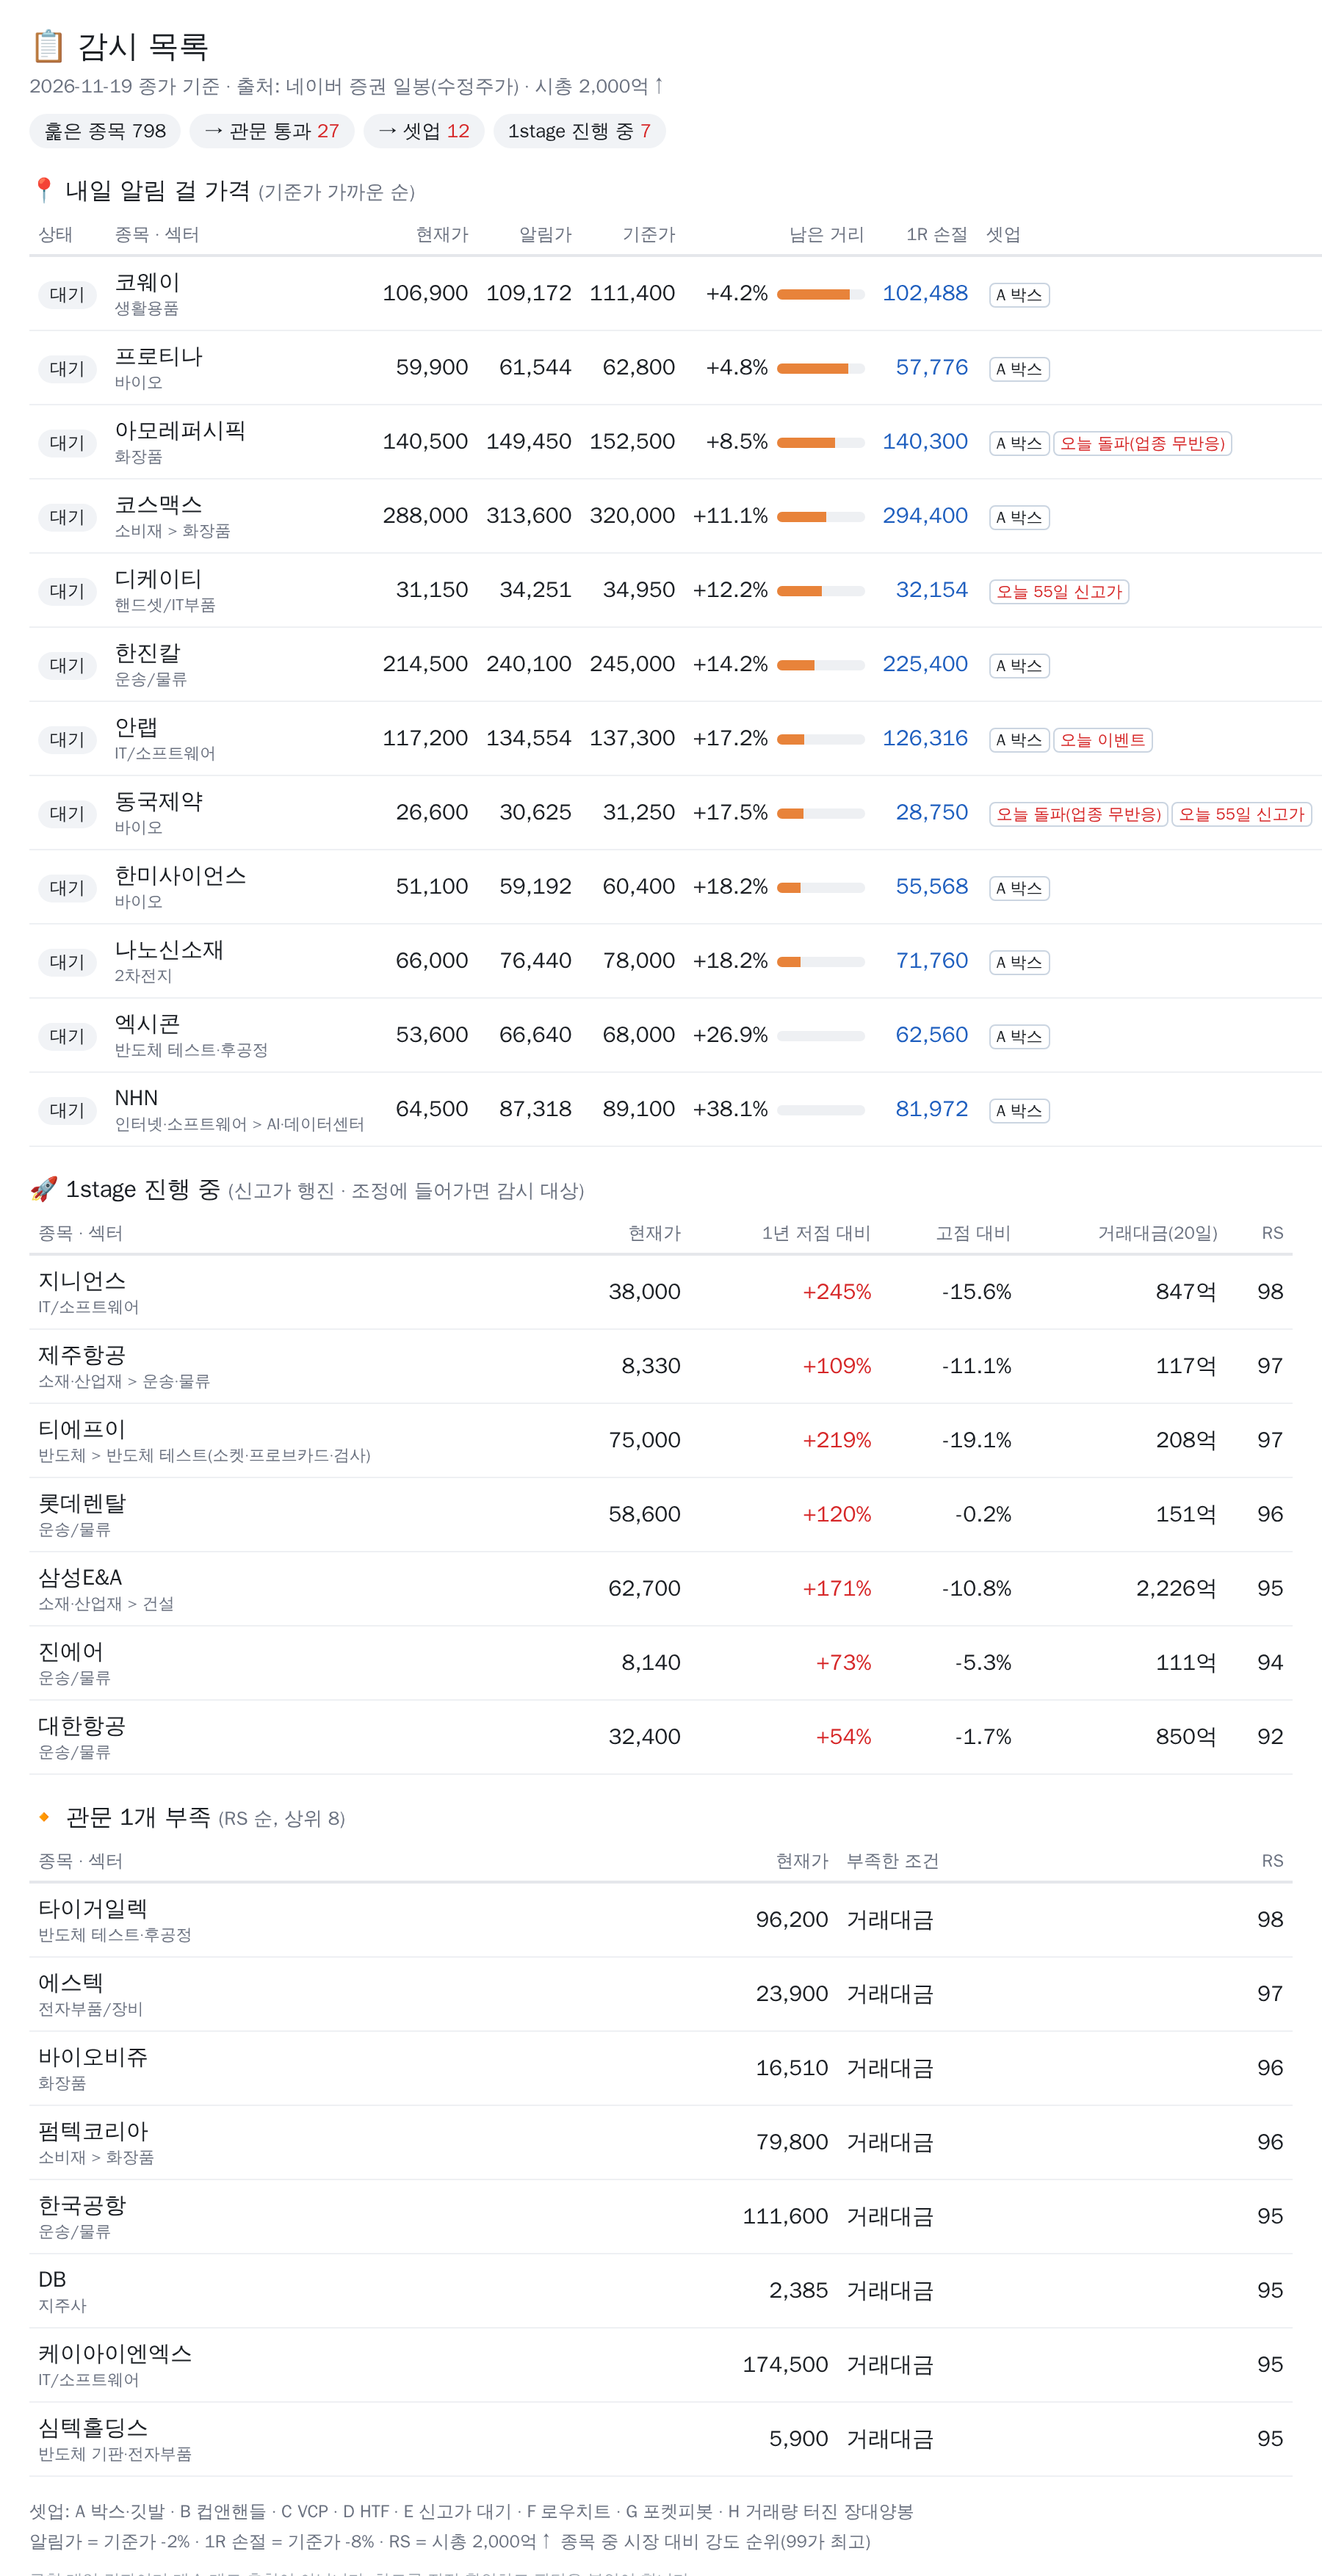 📋 감시 목록
2026-11-19 종가 기준 · 출처: 네이버 증권 일봉(수정주가) · 시총 2,000억↑
훑은 종목 798 → 관문 통과 27 → 셋업 12 1stage 진행 중 7
📍 내일 알림 걸 가격 (기준가 가까운 순)
상태 종목 · 섹터 현재가 알림가 기준가 남은 거리 1R 손절 셋업
대기 코웨이 106,900 109,172 111,400 +4.2% 102,488 A 박스
생활용품
대기 프로티나 59,900 61,544 62,800 +4.8% 57,776 A 박스
바이오
대기 아모레퍼시픽 140,500 149,450 152,500 +8.5% 140,300 A 박스 오늘 돌파(업종 무반응)
화장품
대기 코스맥스 288,000 313,600 320,000 +11.1% 294,400 A 박스
소비재 > 화장품
대기 디케이티 31,150 34,251 34,950 +12.2% 32,154 오늘 55일 신고가
핸드셋/IT부품
대기 한진칼 214,500 240,100 245,000 +14.2% 225,400 A 박스
운송/물류
대기 안랩 117,200 134,554 137,300 +17.2% 126,316 A 박스 오늘 이벤트
IT/소프트웨어
대기 동국제약 26,600 30,625 31,250 +17.5% 28,750 오늘 돌파(업종 무반응) 오늘 55일 신고가
바이오
대기 한미사이언스 51,100 59,192 60,400 +18.2% 55,568 A 박스
바이오
대기 나노신소재 66,000 76,440 78,000 +18.2% 71,760 A 박스
2차전지
대기 엑시콘 53,600 66,640 68,000 +26.9% 62,560 A 박스
반도체 테스트·후공정
대기 NHN 64,500 87,318 89,100 +38.1% 81,972 A 박스
인터넷·소프트웨어 > AI·데이터센터
🚀 1stage 진행 중 (신고가 행진 · 조정에 들어가면 감시 대상)
종목 · 섹터 현재가 1년 저점 대비 고점 대비 거래대금(20일) RS
지니언스 38,000 +245% -15.6% 847억 98
IT/소프트웨어
제주항공 8,330 +109% -11.1% 117억 97
소재·산업재 > 운송·물류
티에프이 75,000 +219% -19.1% 208억 97
반도체 > 반도체 테스트(소켓·프로브카드·검사)
롯데렌탈 58,600 +120% -0.2% 151억 96
운송/물류
삼성E&A 62,700 +171% -10.8% 2,226억 95
소재·산업재 > 건설
진에어 8,140 +73% -5.3% 111억 94
운송/물류
대한항공 32,400 +54% -1.7% 850억 92
운송/물류
🔸 관문 1개 부족 (RS 순, 상위 8)
종목 · 섹터 현재가 부족한 조건 RS
타이거일렉 96,200 거래대금 98
반도체 테스트·후공정
에스텍 23,900 거래대금 97
전자부품/장비
바이오비쥬 16,510 거래대금 96
화장품
펌텍코리아 79,800 거래대금 96
소비재 > 화장품
한국공항 111,600 거래대금 95
운송/물류
DB 2,385 거래대금 95
지주사
케이아이엔엑스 174,500 거래대금 95
IT/소프트웨어
심텍홀딩스 5,900 거래대금 95
반도체 기판·전자부품
셋업: A 박스·깃발 · B 컵앤핸들 · C VCP · D HTF · E 신고가 대기 · F 로우치트 · G 포켓피봇 · H 거래량 터진 장대양봉
알림가 = 기준가 -2% · 1R 손절 = 기준가 -8% · RS = 시총 2,000억↑ 종목 중 시장 대비 강도 순위(99가 최고)